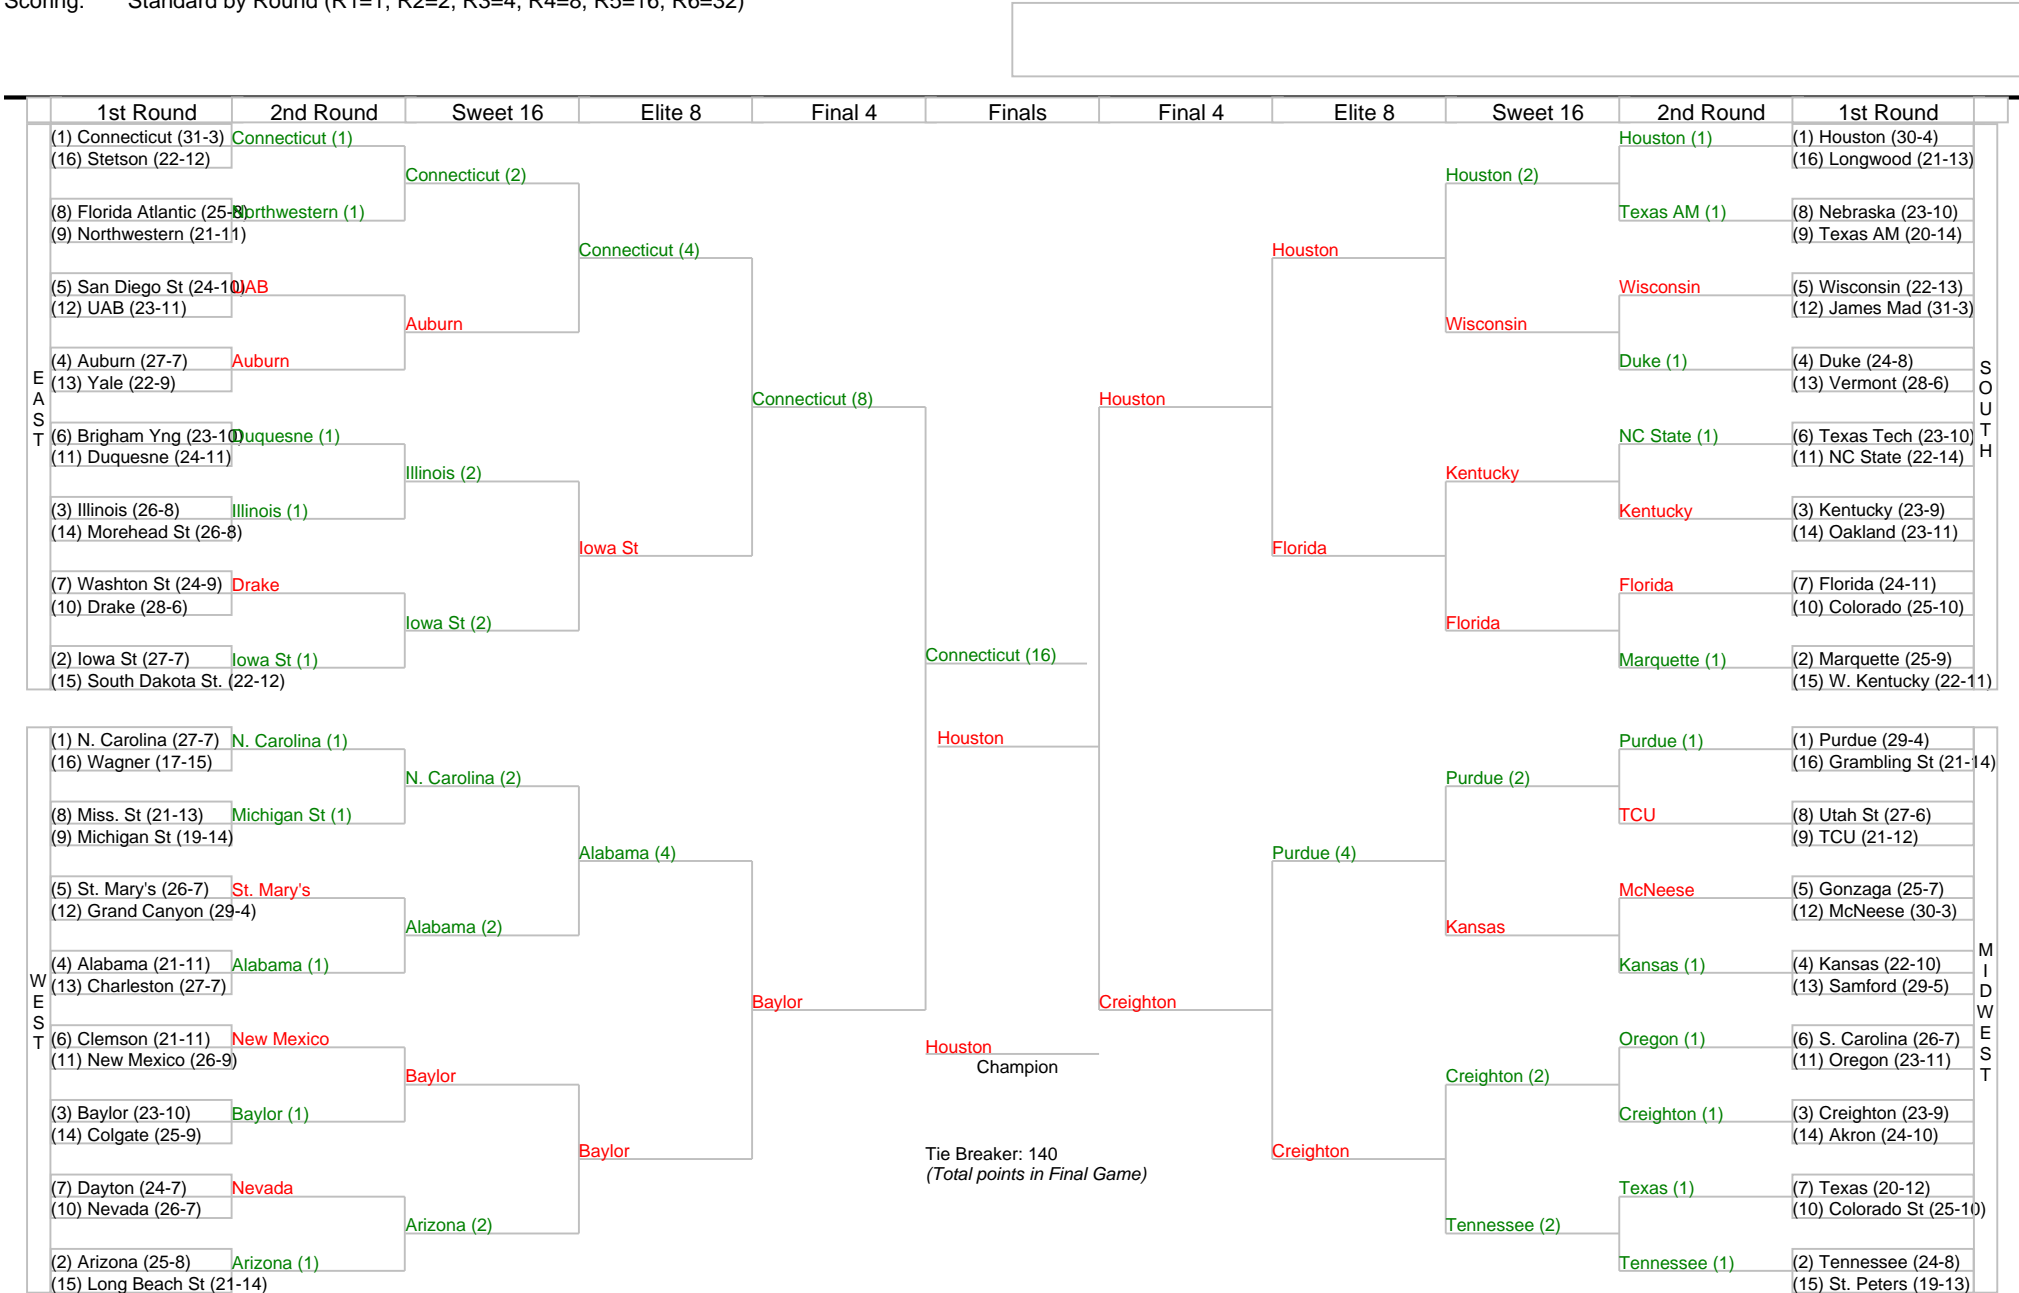 Scoring: Standard by Round (R1=1, R2=2, R3=4, R4=8, R5=16, R6=32)
1st Round 2nd Round Sweet 16 Elite 8 Final 4 Finals Final 4 Elite 8 Sweet 16 2nd Round 1st Round
EAST
(1) Connecticut (31-3)
(16) Stetson (22-12)
(8) Florida Atlantic (25-8)
(9) Northwestern (21-11)
(5) San Diego St (24-10)
(12) UAB (23-11)
(4) Auburn (27-7)
(13) Yale (22-9)
(6) Brigham Yng (23-10)
(11) Duquesne (24-11)
(3) Illinois (26-8)
(14) Morehead St (26-8)
(7) Washton St (24-9)
(10) Drake (28-6)
(2) Iowa St (27-7)
(15) South Dakota St. (22-12)
Connecticut (1)
Northwestern (1)
UAB
Auburn
Duquesne (1)
Illinois (1)
Drake
Iowa St (1)
Connecticut (2)
Auburn
Illinois (2)
Iowa St (2)
Connecticut (4)
Iowa St
Connecticut (8)
WEST
(1) N. Carolina (27-7)
(16) Wagner (17-15)
(8) Miss. St (21-13)
(9) Michigan St (19-14)
(5) St. Mary's (26-7)
(12) Grand Canyon (29-4)
(4) Alabama (21-11)
(13) Charleston (27-7)
(6) Clemson (21-11)
(11) New Mexico (26-9)
(3) Baylor (23-10)
(14) Colgate (25-9)
(7) Dayton (24-7)
(10) Nevada (26-7)
(2) Arizona (25-8)
(15) Long Beach St (21-14)
N. Carolina (1)
Michigan St (1)
St. Mary's
Alabama (1)
New Mexico
Baylor (1)
Nevada
Arizona (1)
N. Carolina (2)
Alabama (2)
Baylor
Arizona (2)
Alabama (4)
Baylor
Baylor
Connecticut (16)
Houston
Houston
Champion
Tie Breaker: 140
(Total points in Final Game)
Houston
Houston
Florida
Houston (2)
Wisconsin
Kentucky
Florida
Houston (1)
Texas AM (1)
Wisconsin
Duke (1)
NC State (1)
Kentucky
Florida
Marquette (1)
(1) Houston (30-4)
(16) Longwood (21-13)
(8) Nebraska (23-10)
(9) Texas AM (20-14)
(5) Wisconsin (22-13)
(12) James Mad (31-3)
(4) Duke (24-8)
(13) Vermont (28-6)
(6) Texas Tech (23-10)
(11) NC State (22-14)
(3) Kentucky (23-9)
(14) Oakland (23-11)
(7) Florida (24-11)
(10) Colorado (25-10)
(2) Marquette (25-9)
(15) W. Kentucky (22-11)
SOUTH
Creighton
Purdue (4)
Creighton
Purdue (2)
Kansas
Creighton (2)
Tennessee (2)
Purdue (1)
TCU
McNeese
Kansas (1)
Oregon (1)
Creighton (1)
Texas (1)
Tennessee (1)
(1) Purdue (29-4)
(16) Grambling St (21-14)
(8) Utah St (27-6)
(9) TCU (21-12)
(5) Gonzaga (25-7)
(12) McNeese (30-3)
(4) Kansas (22-10)
(13) Samford (29-5)
(6) S. Carolina (26-7)
(11) Oregon (23-11)
(3) Creighton (23-9)
(14) Akron (24-10)
(7) Texas (20-12)
(10) Colorado St (25-10)
(2) Tennessee (24-8)
(15) St. Peters (19-13)
MIDWEST